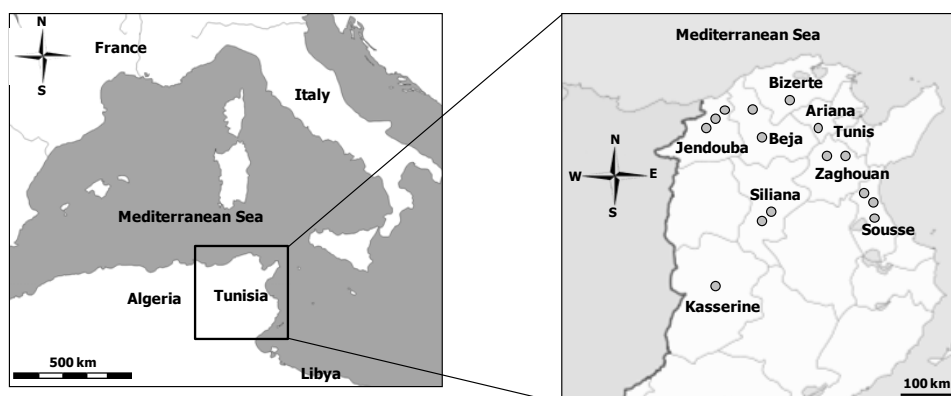 N
S
France
Italy
Mediterranean Sea
Algeria
Tunisia
500 km
Libya
Mediterranean Sea
Bizerte
Ariana
Tunis
Beja
Jendouba
N
W
E
S
Zaghouan
Siliana
Sousse
Kasserine
100 km